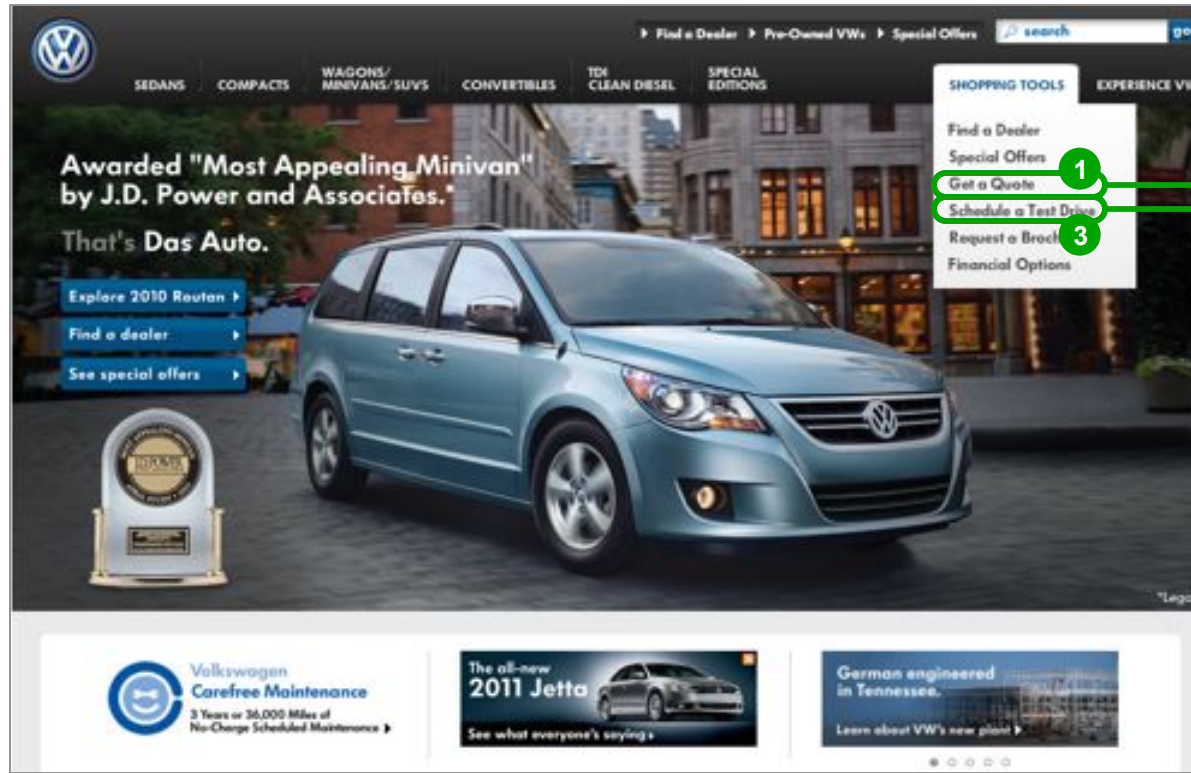 Find a Dealer Pre-Owned VWs Special Offers search go
SEDANS COMPACTS WAGONS/ MINIVANS/SUVS CONVERTIBLES TDI CLEAN DIESEL SPECIAL EDITIONS SHOPPING TOOLS EXPERIENCE
Find a Dealer
Special Offers
1
Get a Quote
Schedule a Test Drive
3
Request a
Financial Options
Awarded "Most Appealing Minivan"
by J.D. Power and Associates.*
That's Das Auto.
Explore 2010 Routan
Find a dealer
See special offers
J.D. POWER
Volkswagen
Carefree Maintenance
3 Years or 36,000 Miles of
No-Charge Scheduled Maintenance
The all-new
2011 Jetta
See what everyone's saying
German engineered
in Tennessee.
Learn about VW's new plant